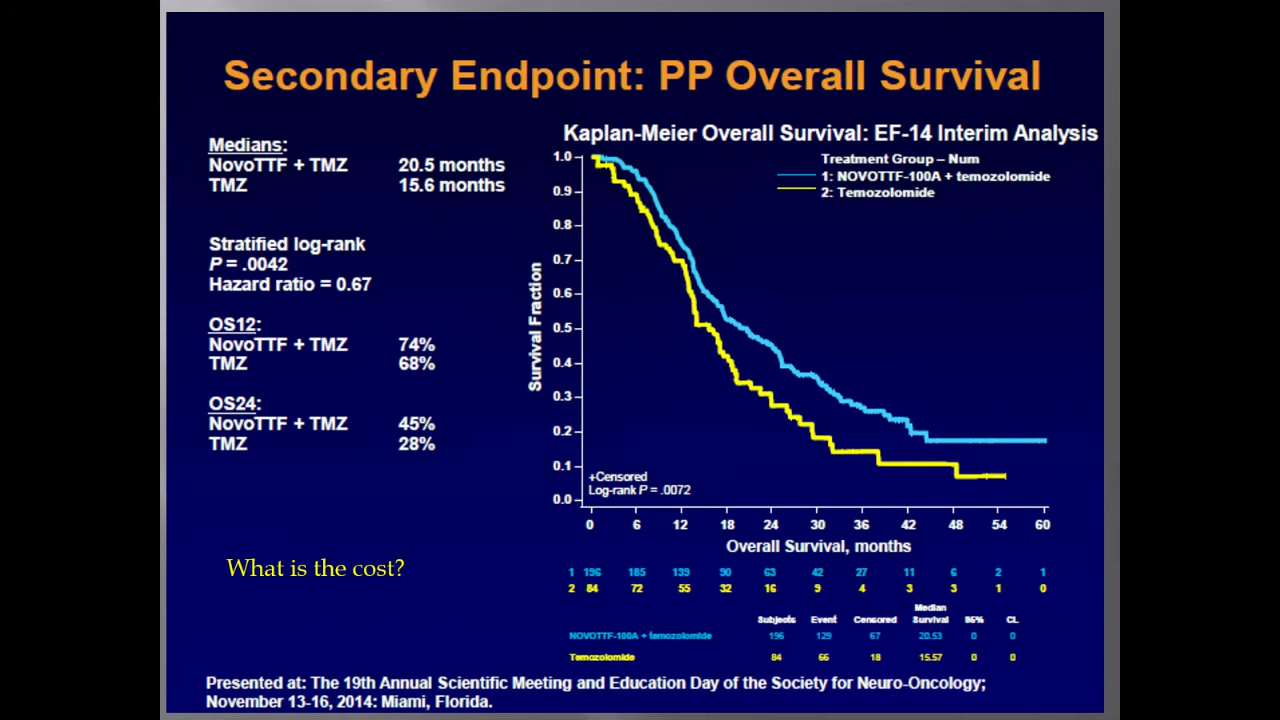 Secondary Endpoint: PP Overall Survival
Medians:
NovoTTF + TMZ 20.5 months
TMZ 15.6 months
Stratified log-rank
P = .0042
Hazard ratio = 0.67
OS12:
NovoTTF + TMZ 74%
TMZ 68%
OS24:
NovoTTF + TMZ 45%
TMZ 28%
What is the cost?
Kaplan-Meier Overall Survival: EF-14 Interim Analysis
Treatment Group – Num
1: NOVOTTF-100A + temozolomide
2: Temozolomide
Survival Fraction
1.0
0.9
0.8
0.7
0.6
0.5
0.4
0.3
0.2
0.1
0.0
+Censored
Log-rank P = .0072
0 6 12 18 24 30 36 42 48 54 60
Overall Survival, months
1 196 185 139 90 63 42 27 11 6 2 1
2 84 72 55 32 16 9 4 3 3 1 0
Subjects Event Censored Median Survival 95% CL
NOVOTTF-100A + temozolomide 196 129 67 20.53 0 0
Temozolomide 84 66 18 15.57 0 0
Presented at: The 19th Annual Scientific Meeting and Education Day of the Society for Neuro-Oncology;
November 13-16, 2014: Miami, Florida.